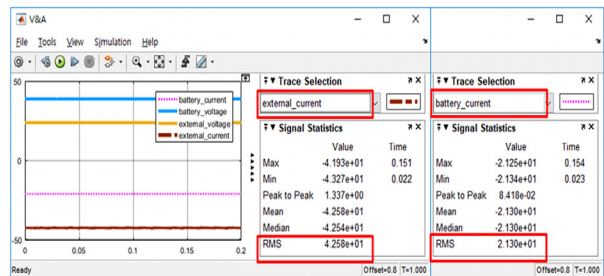 V&A
File Tools View Simulation Help
50
0
-50
0 0.05 0.1 0.15 0.2
battery_current
battery_voltage
external_voltage
external_current
Ready
Trace Selection
external_current
Signal Statistics
Value Time
Max -4.193e+01 0.151
Min -4.327e+01 0.022
Peak to Peak 1.337e+00
Mean -4.258e+01
Median -4.254e+01
RMS 4.258e+01
Offset=0.8 T=1.000
Trace Selection
battery_current
Signal Statistics
Value Time
Max -2.125e+01 0.154
Min -2.134e+01 0.023
Peak to Peak 8.418e-02
Mean -2.130e+01
Median -2.130e+01
RMS 2.130e+01
Offset=0.8 T=1.000